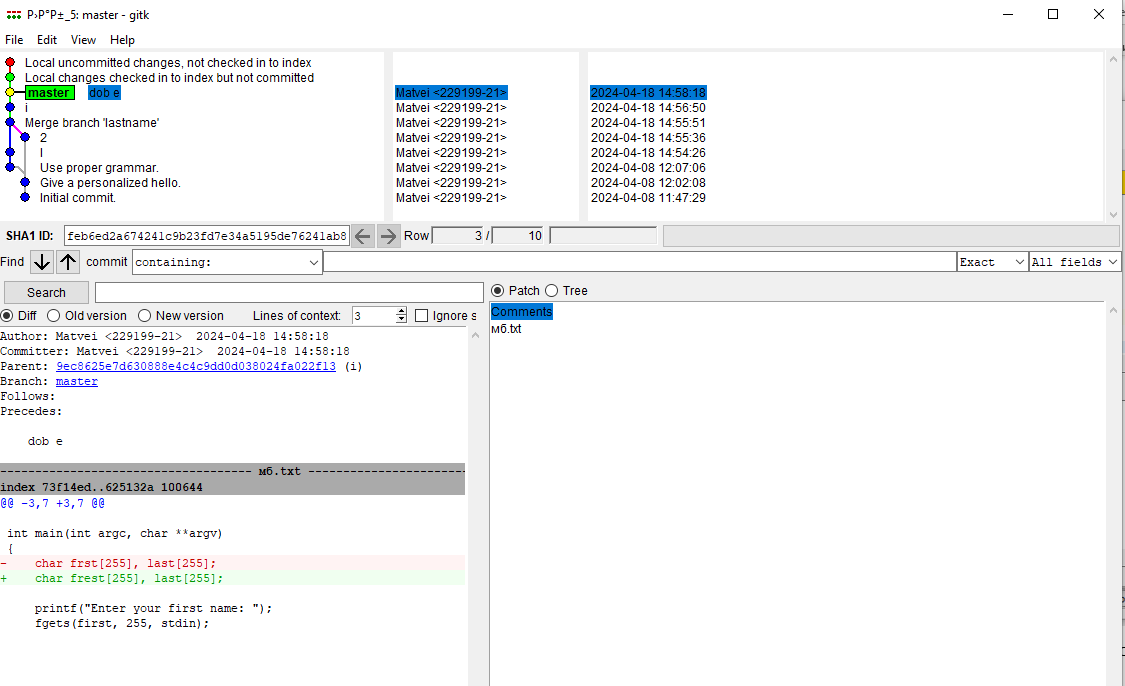 Р›Р°Р±_5: master - gitk
File Edit View Help
Local uncommitted changes, not checked in to index
Local changes checked in to index but not committed
master dob e Matvei <229199-21> 2024-04-18 14:58:18
i Matvei <229199-21> 2024-04-18 14:56:50
Merge branch 'lastname' Matvei <229199-21> 2024-04-18 14:55:51
2 Matvei <229199-21> 2024-04-18 14:55:36
l Matvei <229199-21> 2024-04-18 14:54:26
Use proper grammar. Matvei <229199-21> 2024-04-08 12:07:06
Give a personalized hello. Matvei <229199-21> 2024-04-08 12:02:08
Initial commit. Matvei <229199-21> 2024-04-08 11:47:29
SHA1 ID: feb6ed2a674241c9b23fd7e34a5195de76241ab8 Row 3 / 10
Find commit containing: Exact All fields
Search Patch Tree
Diff Old version New version Lines of context: 3 Ignore s
Comments
мб.txt
Author: Matvei <229199-21> 2024-04-18 14:58:18
Committer: Matvei <229199-21> 2024-04-18 14:58:18
Parent: 9ec8625e7d630888e4c4c9dd0d038024fa022f13 (i)
Branch: master
Follows:
Precedes:
dob e
------------------------------------ мб.txt -----------------------
index 73f14ed..625132a 100644
@@ -3,7 +3,7 @@
int main(int argc, char **argv)
{
- char frst[255], last[255];
+ char frest[255], last[255];
printf("Enter your first name: ");
fgets(first, 255, stdin);